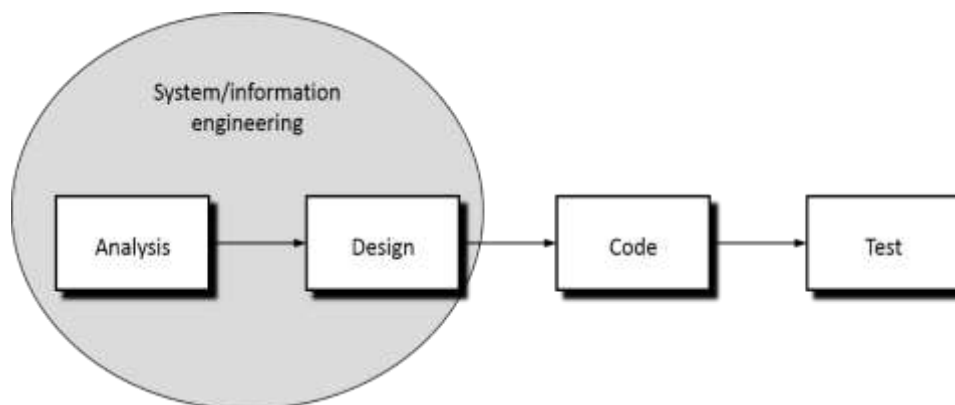 System/information
engineering
Analysis
Design
Code
Test